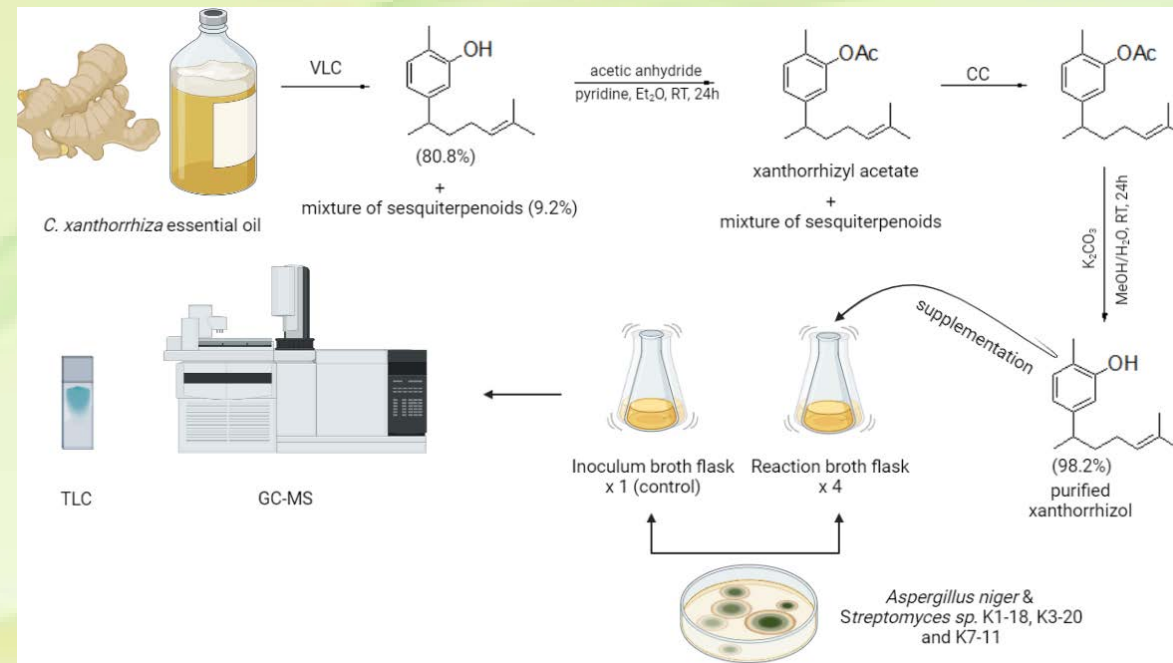 VLC
OH
(80.8%)
+
mixture of sesquiterpenoids (9.2%)
C. xanthorrhiza essential oil
acetic anhydride
pyridine, Et₂O, RT, 24h
OAc
xanthorrhizyl acetate
+
mixture of sesquiterpenoids
CC
OAc
K₂CO₃
MeOH/H₂O, RT, 24h
OH
(98.2%)
purified
xanthorrhizol
supplementation
Inoculum broth flask
x 1 (control)
Reaction broth flask
x 4
TLC
GC-MS
Aspergillus niger &
Streptomyces sp. K1-18, K3-20
and K7-11